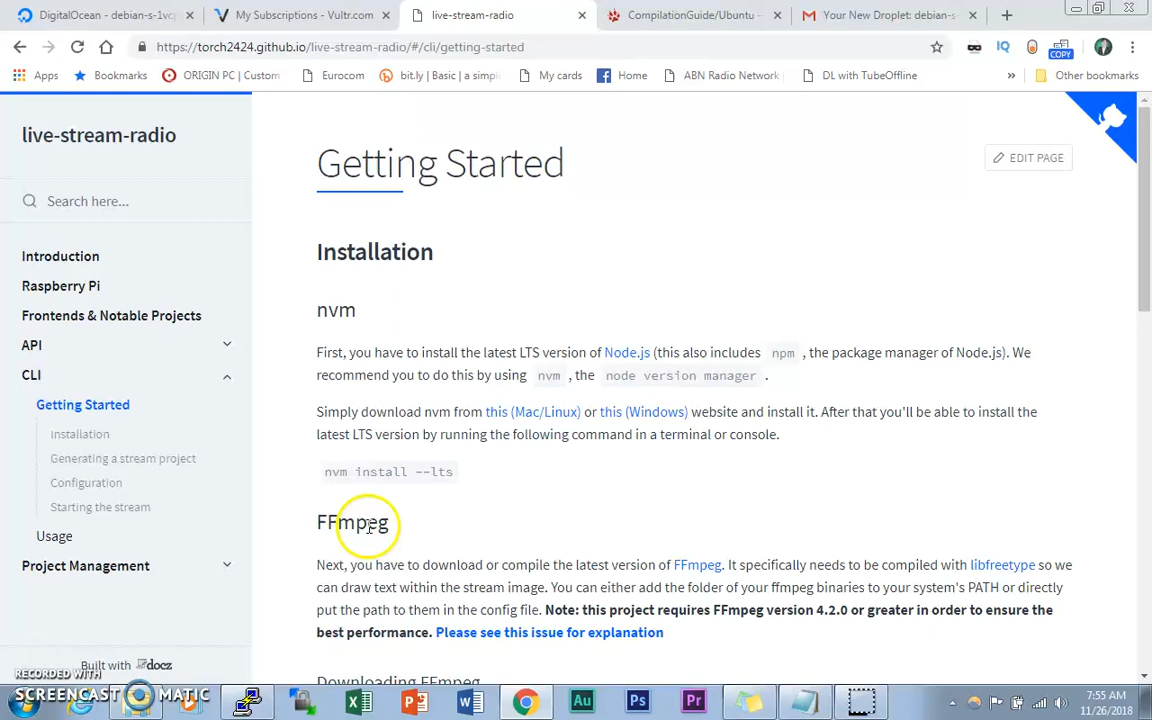 DigitalOcean - debian-s-1vcp
My Subscriptions - Vultr.com
live-stream-radio
CompilationGuide/Ubuntu –
Your New Droplet: debian-s-
https://torch2424.github.io/live-stream-radio/#/cli/getting-started
IQ
COPY
Apps
Bookmarks
ORIGIN PC | Custom
Eurocom
bit.ly | Basic | a simpl
My cards
Home
ABN Radio Network
DL with TubeOffline
»
Other bookmarks
live-stream-radio
Search here...
Introduction
Raspberry Pi
Frontends & Notable Projects
API
CLI
Getting Started
Installation
Generating a stream project
Configuration
Starting the stream
Usage
Project Management
Built with docz
Getting Started
EDIT PAGE
Installation
nvm
First, you have to install the latest LTS version of Node.js (this also includes npm , the package manager of Node.js). We
recommend you to do this by using nvm , the node version manager .
Simply download nvm from this (Mac/Linux) or this (Windows) website and install it. After that you'll be able to install the
latest LTS version by running the following command in a terminal or console.
nvm install --lts
FFmpeg
Next, you have to download or compile the latest version of FFmpeg. It specifically needs to be compiled with libfreetype so we
can draw text within the stream image. You can either add the folder of your ffmpeg binaries to your system's PATH or directly
put the path to them in the config file. Note: this project requires FFmpeg version 4.2.0 or greater in order to ensure the
best performance. Please see this issue for explanation
Downloading FFmpeg
RECORDED WITH
SCREENCAST MATIC
Au
Ps
Pr
7:55 AM
11/26/2018